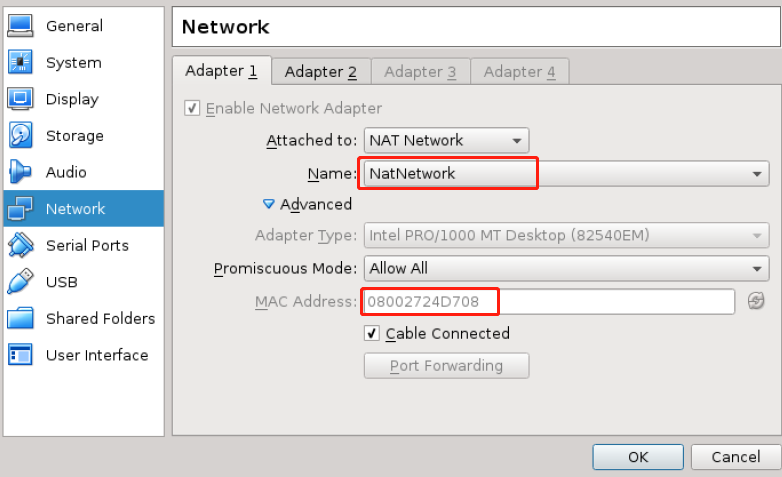 General
System
Display
Storage
Audio
Network
Serial Ports
USB
Shared Folders
User Interface
Network
Adapter 1
Adapter 2
Adapter 3
Adapter 4
Enable Network Adapter
Attached to: NAT Network
Name: NatNetwork
Advanced
Adapter Type: Intel PRO/1000 MT Desktop (82540EM)
Promiscuous Mode: Allow All
MAC Address: 08002724D708
Cable Connected
Port Forwarding
OK
Cancel